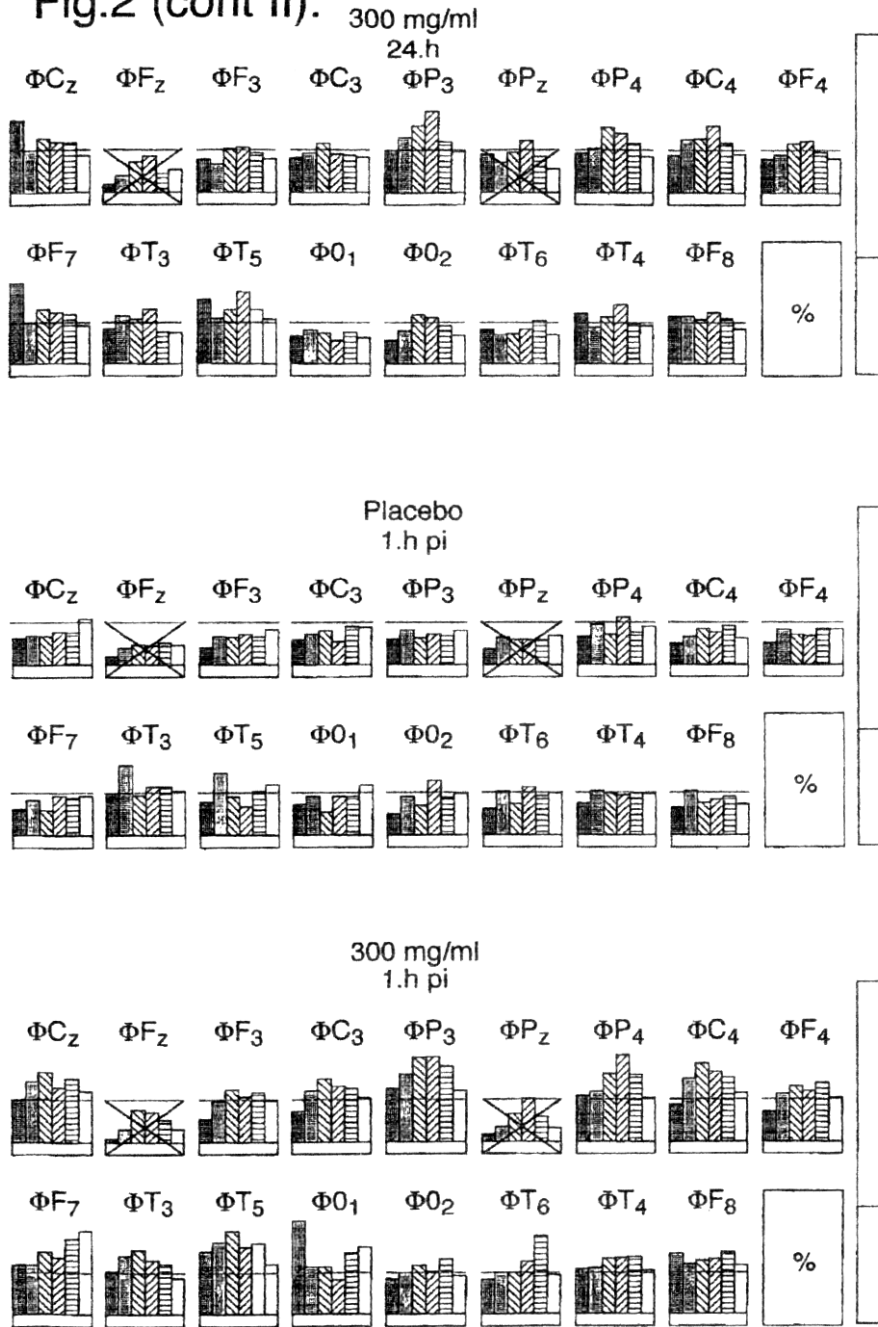 Fig.2 (cont II).
300 mg/ml
24.h
ΦCz ΦFz ΦF3 ΦC3 ΦP3 ΦPz ΦP4 ΦC4 ΦF4
ΦF7 ΦT3 ΦT5 Φ01 Φ02 ΦT6 ΦT4 ΦF8
%
Placebo
1.h pi
ΦCz ΦFz ΦF3 ΦC3 ΦP3 ΦPz ΦP4 ΦC4 ΦF4
ΦF7 ΦT3 ΦT5 Φ01 Φ02 ΦT6 ΦT4 ΦF8
%
300 mg/ml
1.h pi
ΦCz ΦFz ΦF3 ΦC3 ΦP3 ΦPz ΦP4 ΦC4 ΦF4
ΦF7 ΦT3 ΦT5 Φ01 Φ02 ΦT6 ΦT4 ΦF8
%